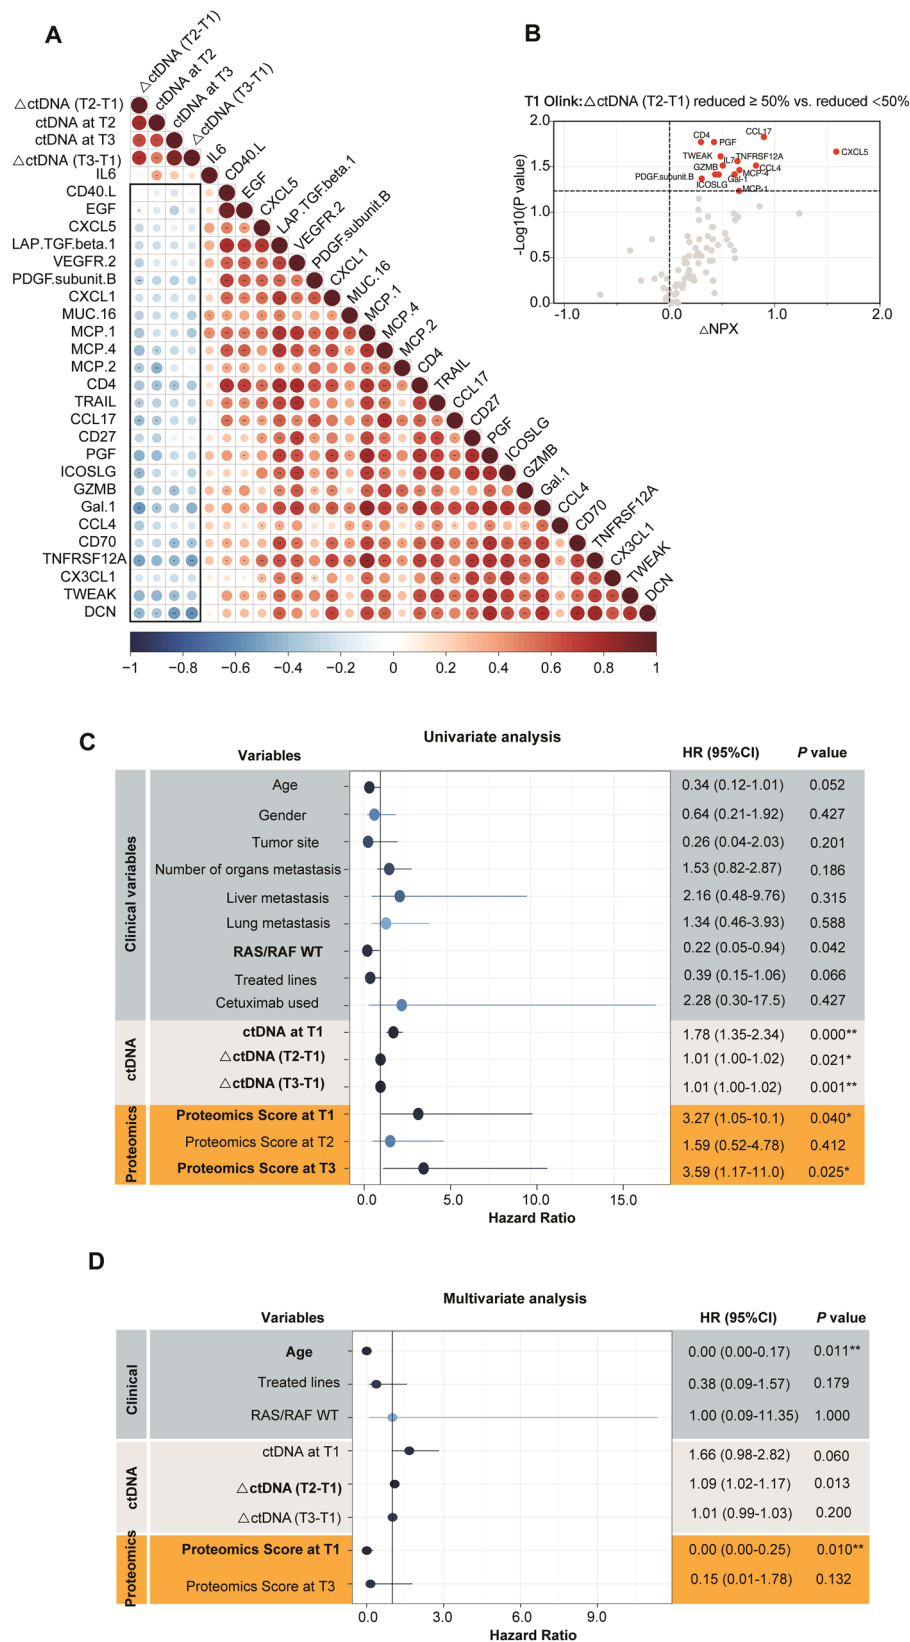 A
△ctDNA (T2-T1)
ctDNA at T2
ctDNA at T3
△ctDNA (T3-T1)
IL6
CD40.L
EGF
CXCL5
LAP.TGF.beta.1
VEGFR.2
PDGF.subunit.B
CXCL1
MUC.16
MCP.1
MCP.4
MCP.2
CD4
TRAIL
CCL17
CD27
PGF
ICOSLG
GZMB
Gal.1
CCL4
CD70
TNFRSF12A
CX3CL1
TWEAK
DCN
△ctDNA (T2-T1)
ctDNA at T2
ctDNA at T3
△ctDNA (T3-T1)
IL6
CD40.L
EGF
CXCL5
LAP.TGF.beta.1
VEGFR.2
PDGF.subunit.B
CXCL1
MUC.16
MCP.1
MCP.4
MCP.2
CD4
TRAIL
CCL17
CD27
PGF
ICOSLG
GZMB
Gal.1
CCL4
CD70
TNFRSF12A
CX3CL1
TWEAK
DCN
−1 −0.8 −0.6 −0.4 −0.2 0 0.2 0.4 0.6 0.8 1
B
T1 Olink:△ctDNA (T2-T1) reduced ≥ 50% vs. reduced <50%
-Log10(P value)
2.0
1.5
1.0
0.5
0.0
CCL17
CD4 PGF
CXCL5
TWEAK IL7 TNFRSF12A
GZMB CCL4
PDGF.subunit.B MCP-4
Gal-1
ICOSLG MCP-1
-1.0 0.0 1.0 2.0
△NPX
C
Univariate analysis
Variables HR (95%CI) P value
Clinical variables
Age 0.34 (0.12-1.01) 0.052
Gender 0.64 (0.21-1.92) 0.427
Tumor site 0.26 (0.04-2.03) 0.201
Number of organs metastasis 1.53 (0.82-2.87) 0.186
Liver metastasis 2.16 (0.48-9.76) 0.315
Lung metastasis 1.34 (0.46-3.93) 0.588
RAS/RAF WT 0.22 (0.05-0.94) 0.042
Treated lines 0.39 (0.15-1.06) 0.066
Cetuximab used 2.28 (0.30-17.5) 0.427
ctDNA
ctDNA at T1 1.78 (1.35-2.34) 0.000**
△ctDNA (T2-T1) 1.01 (1.00-1.02) 0.021*
△ctDNA (T3-T1) 1.01 (1.00-1.02) 0.001**
Proteomics
Proteomics Score at T1 3.27 (1.05-10.1) 0.040*
Proteomics Score at T2 1.59 (0.52-4.78) 0.412
Proteomics Score at T3 3.59 (1.17-11.0) 0.025*
0.0 5.0 10.0 15.0
Hazard Ratio
D
Multivariate analysis
Variables HR (95%CI) P value
Clinical
Age 0.00 (0.00-0.17) 0.011**
Treated lines 0.38 (0.09-1.57) 0.179
RAS/RAF WT 1.00 (0.09-11.35) 1.000
ctDNA
ctDNA at T1 1.66 (0.98-2.82) 0.060
△ctDNA (T2-T1) 1.09 (1.02-1.17) 0.013
△ctDNA (T3-T1) 1.01 (0.99-1.03) 0.200
Proteomics
Proteomics Score at T1 0.00 (0.00-0.25) 0.010**
Proteomics Score at T3 0.15 (0.01-1.78) 0.132
0.0 3.0 6.0 9.0
Hazard Ratio